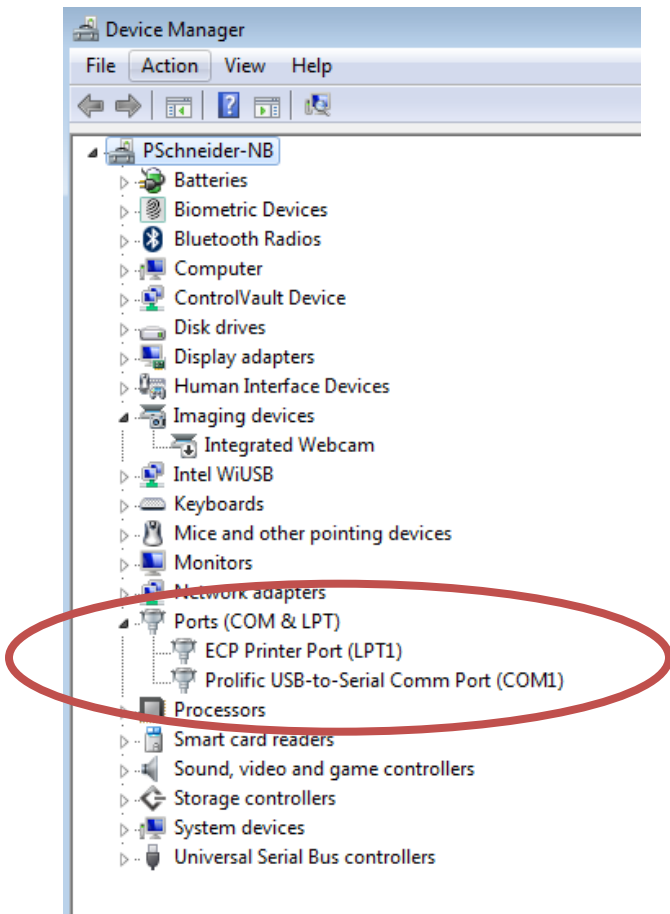 Device Manager
File Action View Help
PSchneider-NB
Batteries
Biometric Devices
Bluetooth Radios
Computer
ControlVault Device
Disk drives
Display adapters
Human Interface Devices
Imaging devices
Integrated Webcam
Intel WiUSB
Keyboards
Mice and other pointing devices
Monitors
Network adapters
Ports (COM & LPT)
ECP Printer Port (LPT1)
Prolific USB-to-Serial Comm Port (COM1)
Processors
Smart card readers
Sound, video and game controllers
Storage controllers
System devices
Universal Serial Bus controllers